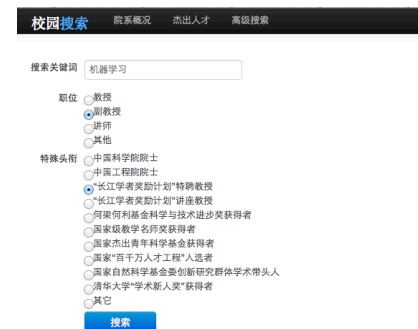 校园搜索 院系概况 杰出人才 高级搜索
搜索关键词 机器学习
职位 教授
副教授
讲师
其他
特殊头衔 中国科学院院士
中国工程院院士
"长江学者奖励计划"特聘教授
"长江学者奖励计划"讲座教授
何梁何利基金科学与技术进步奖获得者
国家级教学名师奖获得者
国家杰出青年科学基金获得者
国家"百千万人才工程"人选者
国家自然科学基金委创新研究群体学术带头人
清华大学"学术新人奖"获得者
其它
搜索